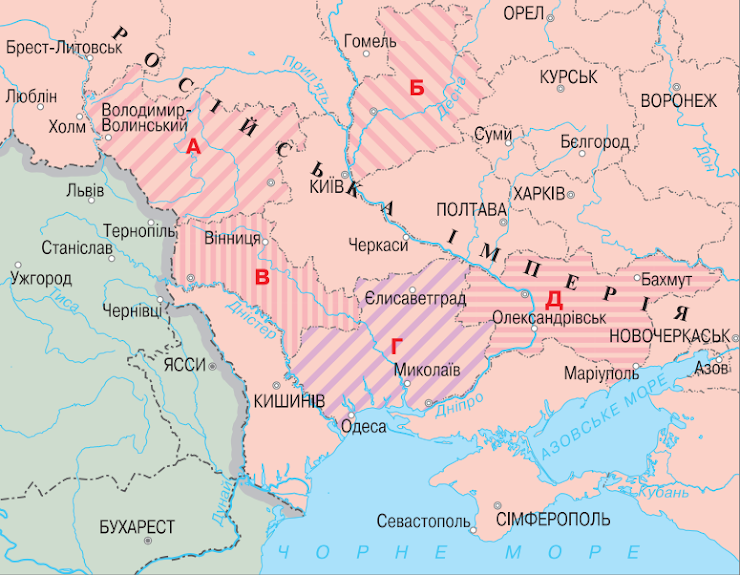 ОРЕЛ
Гомель
Брест-Литовськ
РОСІЙСЬКА ІМПЕРІЯ
Прип'ять
Б
Десна
КУРСЬК
ВОРОНЕЖ
Люблін
Холм
Володимир-
Волинський
А
Суми
Бєлгород
Дон
Львів
КИЇВ
ХАРКІВ
ПОЛТАВА
Тернопіль
Вінниця
Черкаси
Станіслав
Ужгород
В
Тиса
Чернівці
Дністер
Єлисаветград
Д
Бахмут
Олександрівськ
НОВОЧЕРКАСЬК
Г
ЯССИ
Миколаїв
Маріуполь
Азов
КИШИНІВ
Дніпро
Одеса
АЗОВСЬКЕ МОРЕ
Кубань
Дунай
БУХАРЕСТ
Севастополь
СІМФЕРОПОЛЬ
ЧОРНЕ МОРЕ